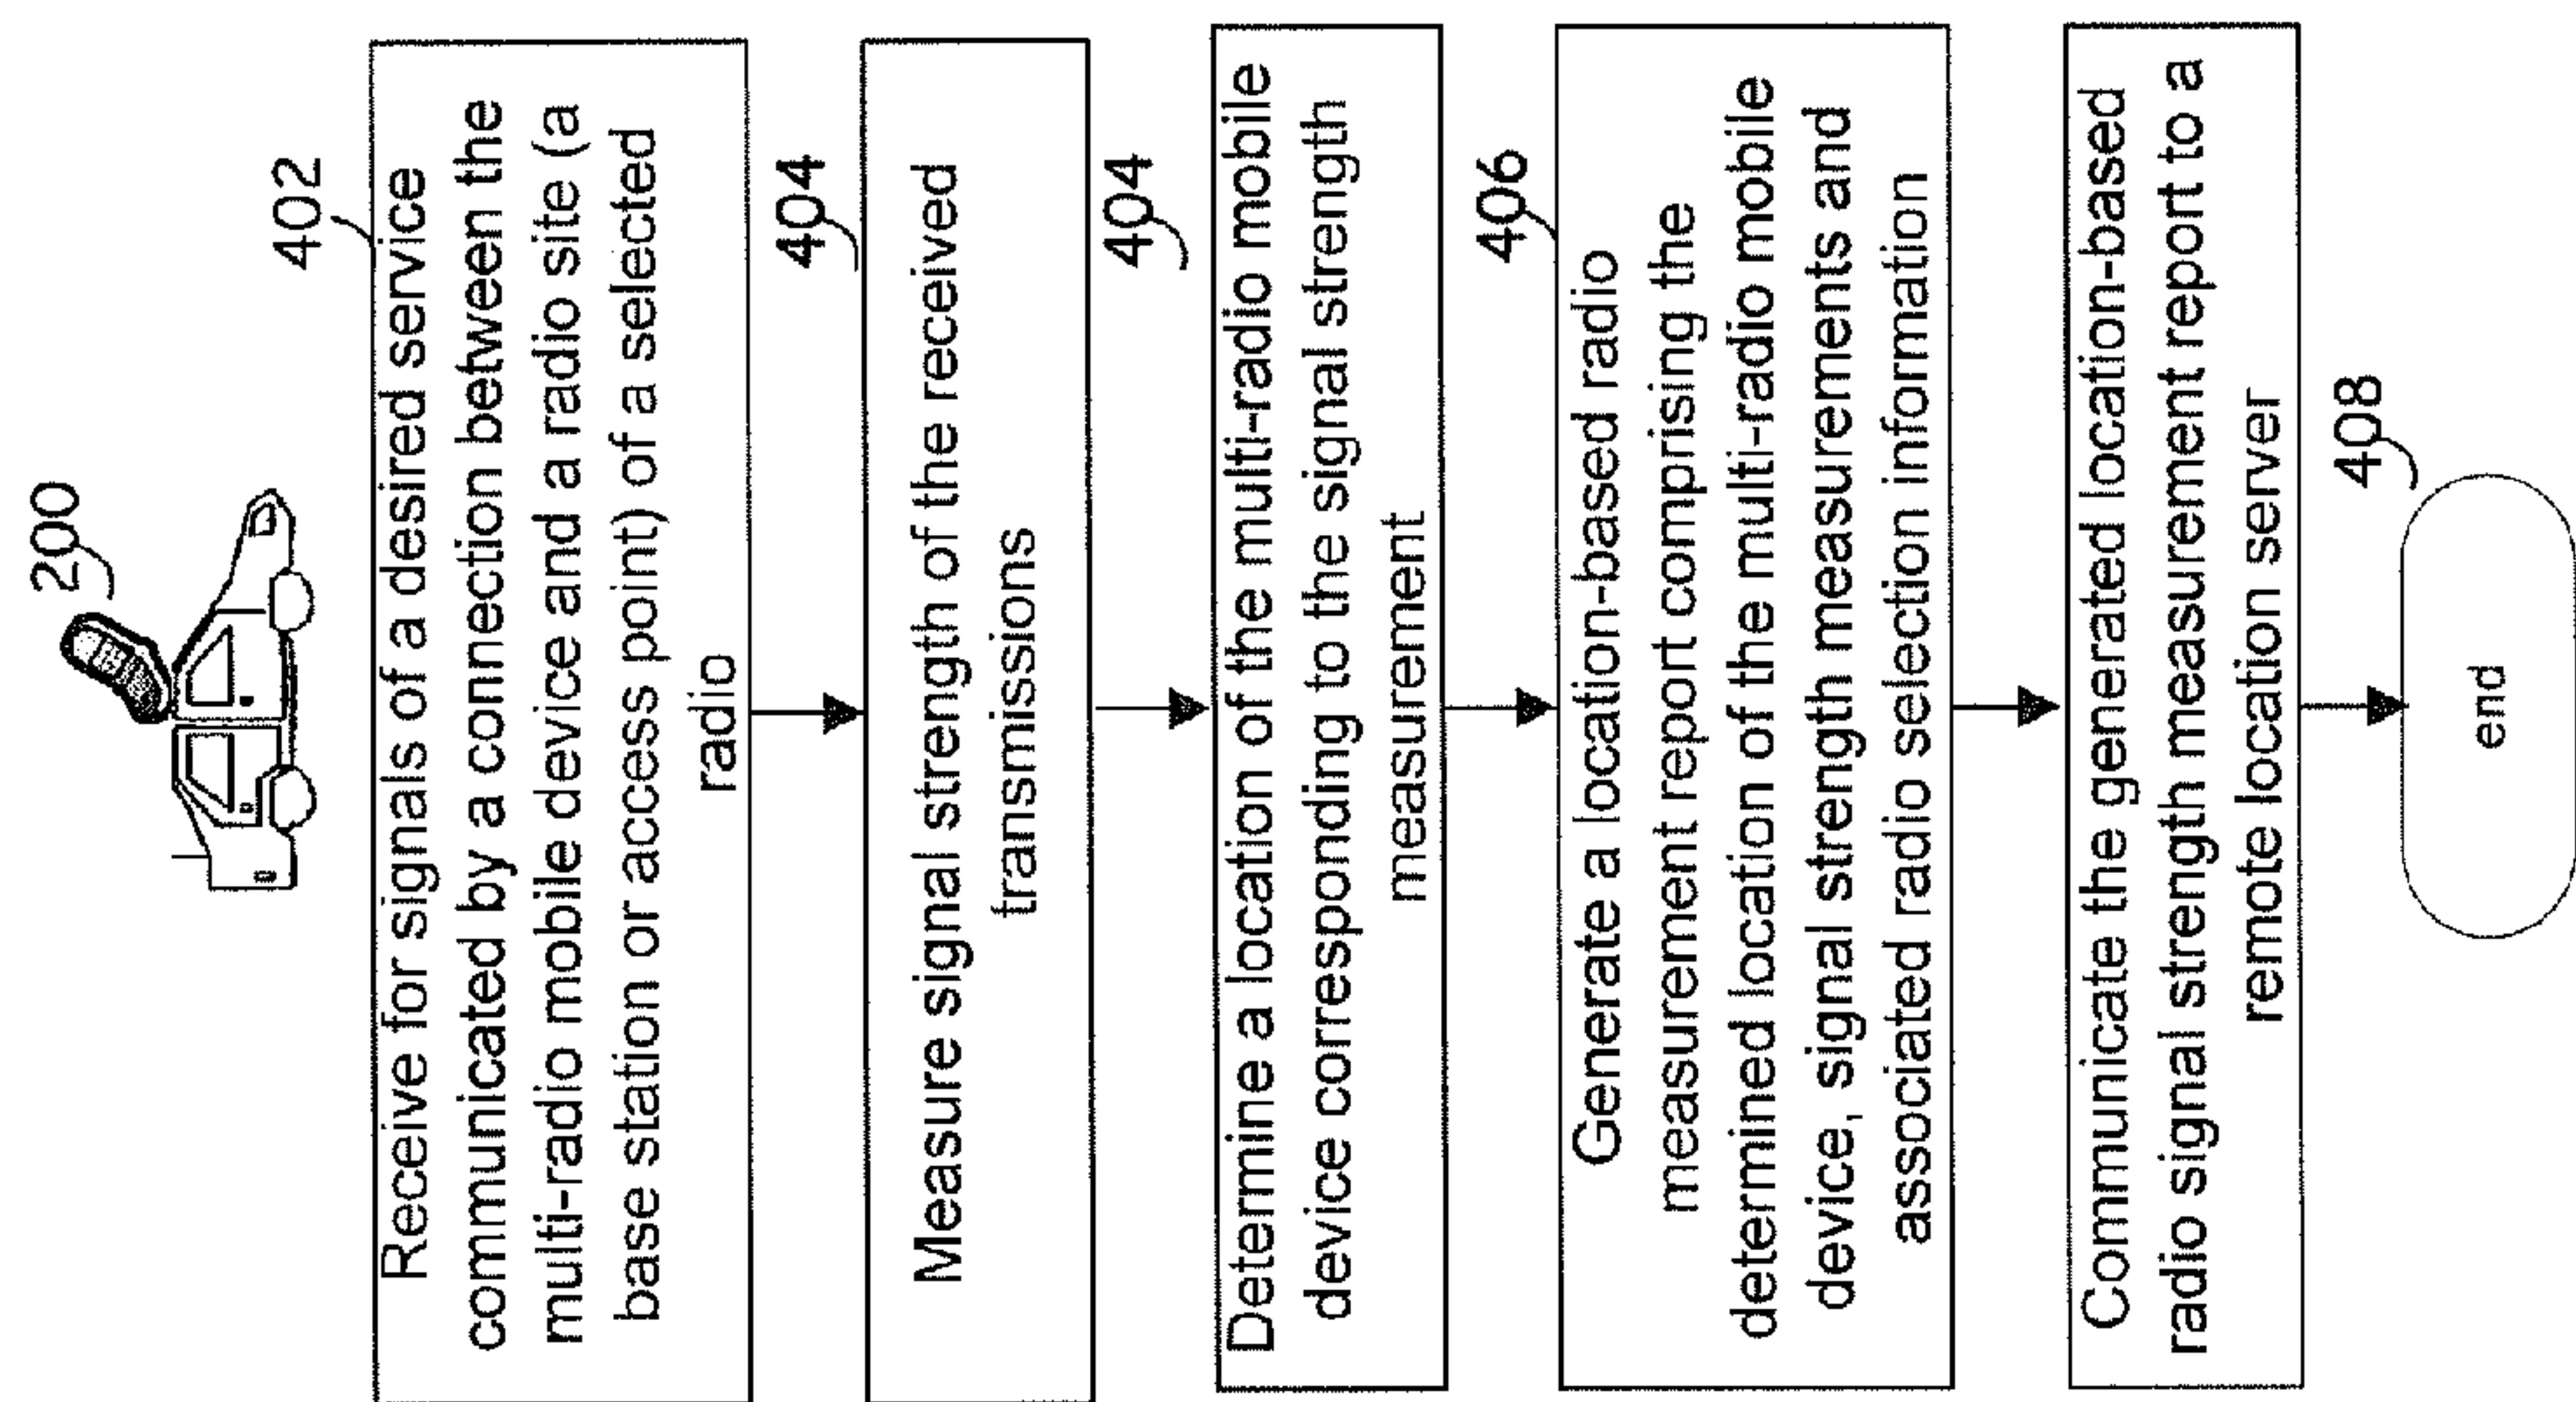 200
402
Receive for signals of a desired service
communicated by a connection between the
multi-radio mobile device and a radio site (a
base station or access point) of a selected
radio
404
Measure signal strength of the received
transmissions
404
Determine a location of the multi-radio mobile
device corresponding to the signal strength
measurement
406
Generate a location-based radio
measurement report comprising the
determined location of the multi-radio mobile
device, signal strength measurements and
associated radio selection information
Communicate the generated location-based
radio signal strength measurement report to a
remote location server
408
end